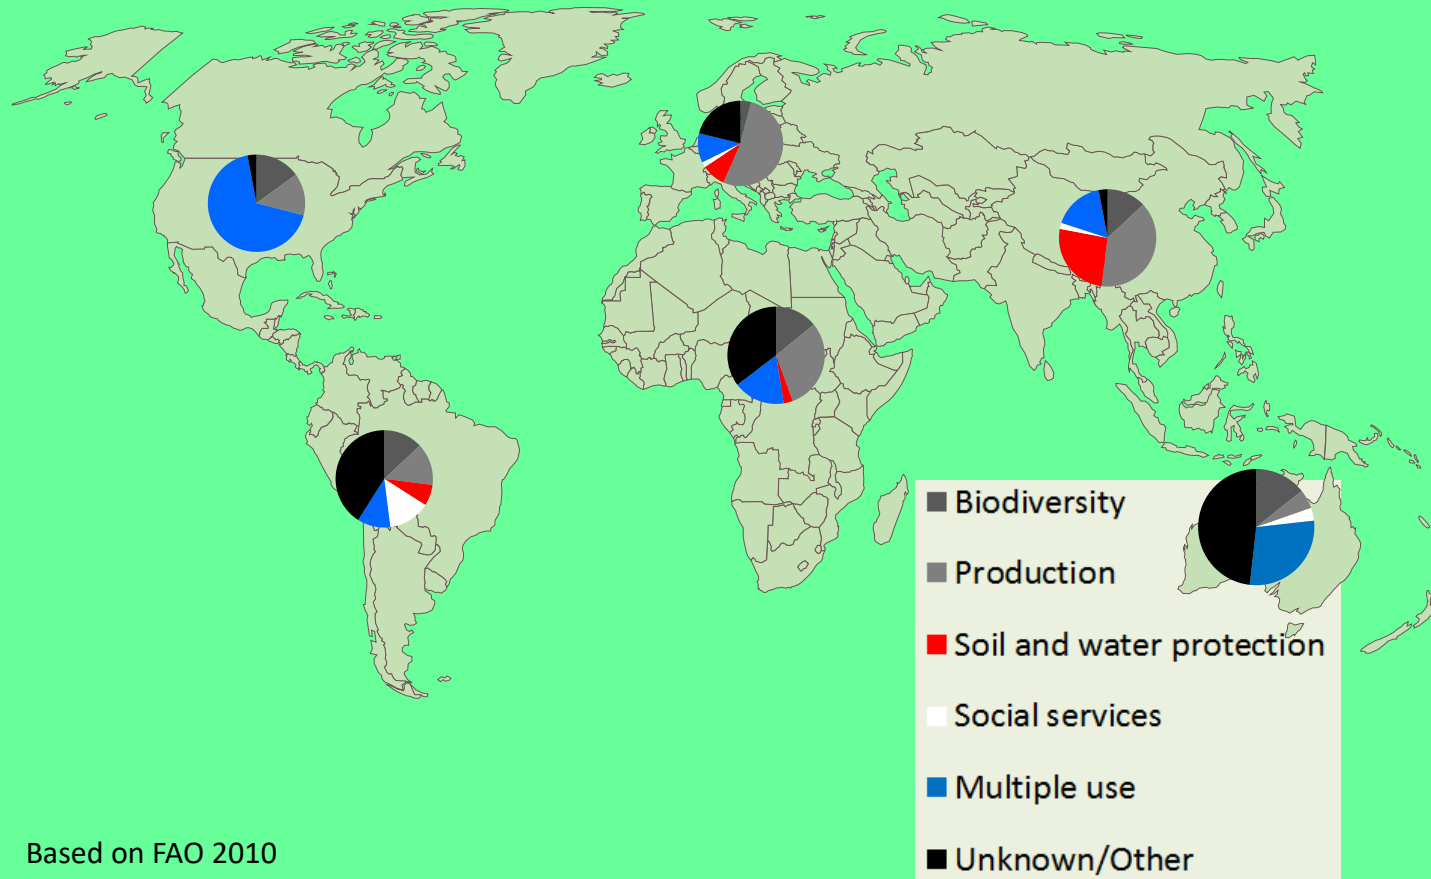 Biodiversity
Production
Soil and water protection
Social services
Multiple use
Unknown/Other
Based on FAO 2010